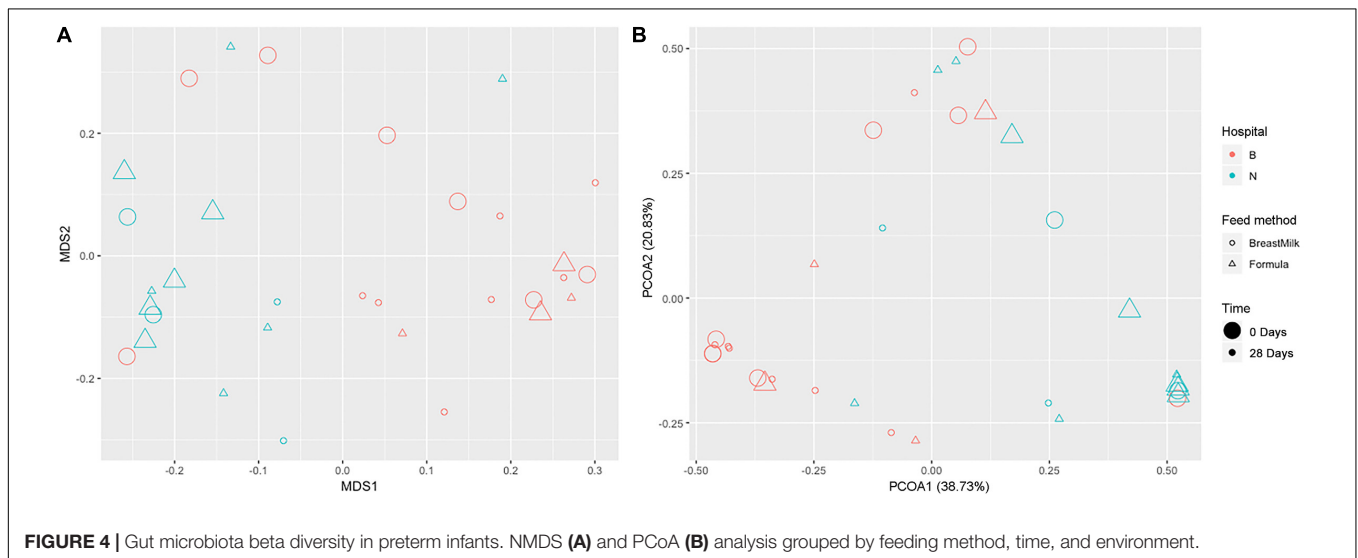 A
0.2
0.0
-0.2
MDS2
-0.2
-0.1
0.0
0.1
0.2
0.3
MDS1
B
0.50
0.25
0.00
-0.25
PCOA2 (20.83%)
-0.50
-0.25
0.00
0.25
0.50
PCOA1 (38.73%)
Hospital
B
N
Feed method
BreastMilk
Formula
Time
0 Days
28 Days
FIGURE 4 | Gut microbiota beta diversity in preterm infants. NMDS (A) and PCoA (B) analysis grouped by feeding method, time, and environment.